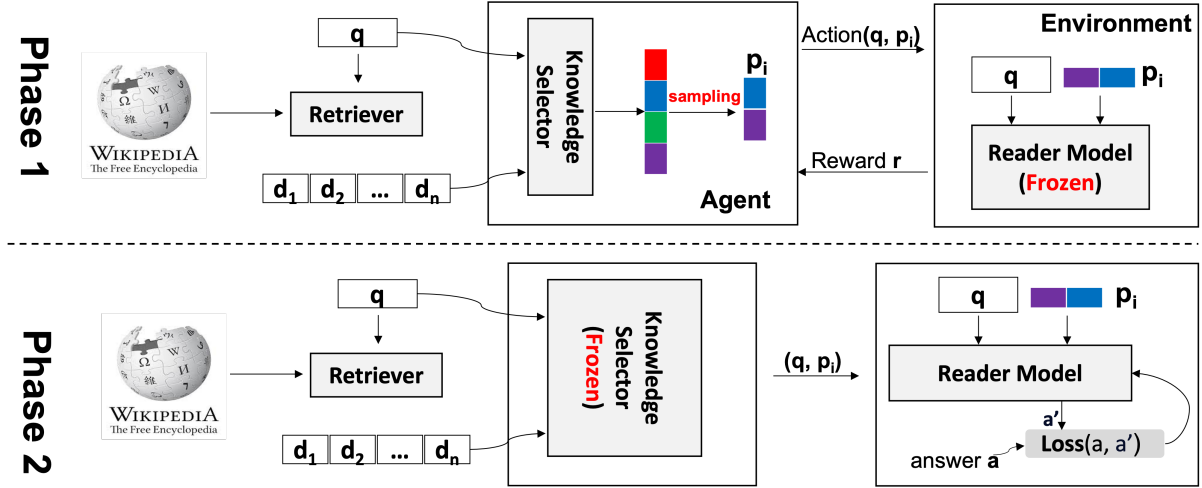 Phase 1
WIKIPEDIA
The Free Encyclopedia
q
Retriever
d1 d2 ... dn
Knowledge
Selector
sampling
pi
Agent
Action(q, pi)
Reward r
Environment
q
pi
Reader Model
(Frozen)
Phase 2
WIKIPEDIA
The Free Encyclopedia
q
Retriever
d1 d2 ... dn
Knowledge
Selector
(Frozen)
(q, pi)
q
pi
Reader Model
a’
answer a
Loss(a, a’)